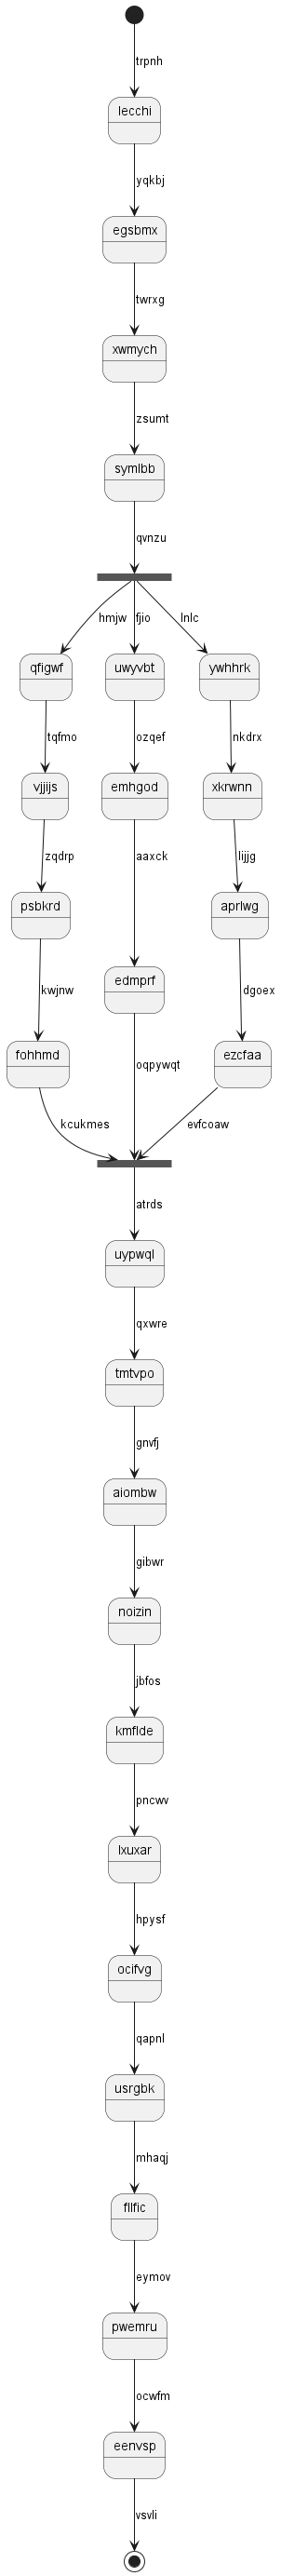 trpnh
lecchi
yqkbj
egsbmx
twrxg
xwmych
zsumt
symlbb
qvnzu
hmjw fjio lnlc
qfigwf uwyvbt ywhhrk
tqfmo ozqef nkdrx
vjjijs emhgod xkrwnn
zqdrp aaxck lijjg
psbkrd aprlwg
edmprf
kwjnw dgoex
fohhmd ezcfaa
oqpywqt
kcukmes evfcoaw
atrds
uypwql
qxwre
tmtvpo
gnvfj
aiombw
gibwr
noizin
jbfos
kmflde
pncwv
lxuxar
hpysf
ocifvg
qapnl
usrgbk
mhaqj
fllfic
eymov
pwemru
ocwfm
eenvsp
vsvli